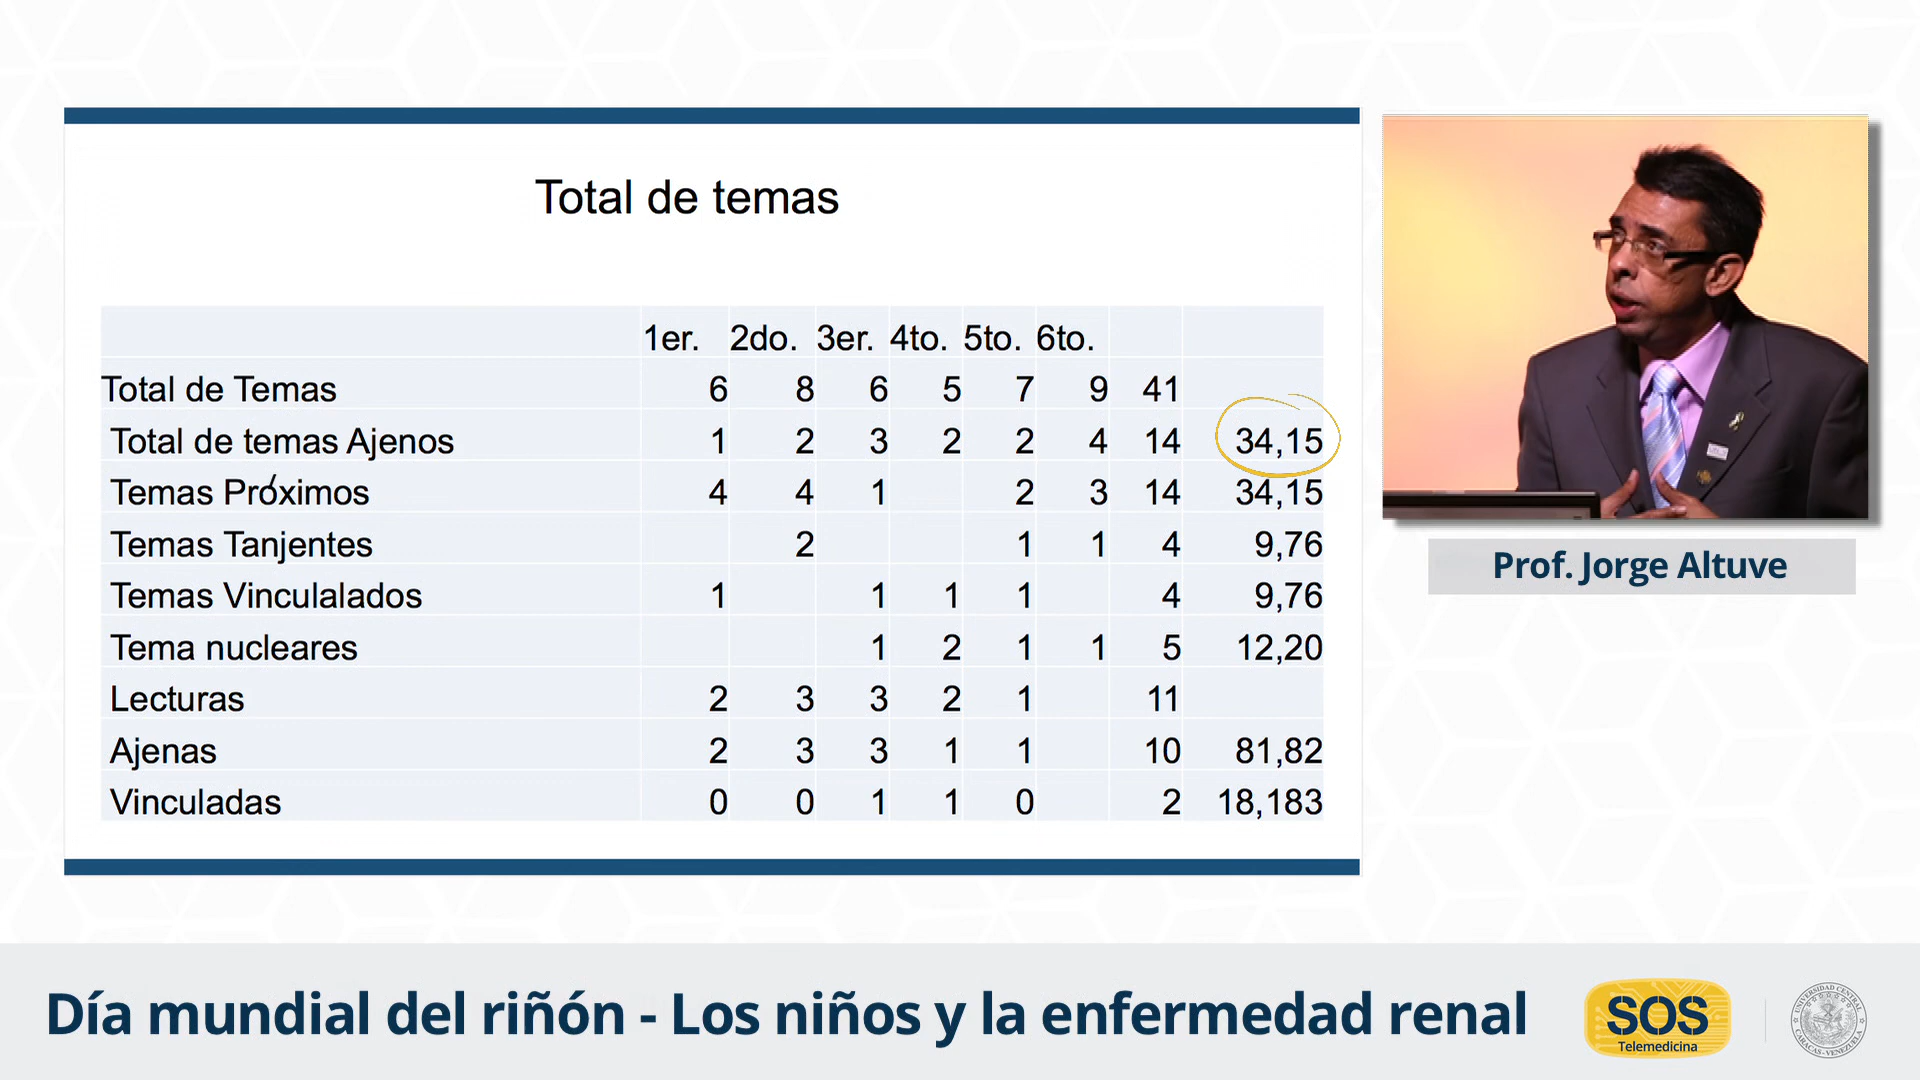 Total de temas
1er. 2do. 3er. 4to. 5to. 6to.
Total de Temas 6 8 6 5 7 9 41
Total de temas Ajenos 1 2 3 2 2 4 14 34,15
Temas Próximos 4 4 1 2 3 14 34,15
Temas Tanjentes 2 1 1 4 9,76
Temas Vinculalados 1 1 1 1 4 9,76
Tema nucleares 1 2 1 1 5 12,20
Lecturas 2 3 3 2 1 11
Ajenas 2 3 3 1 1 10 81,82
Vinculadas 0 0 1 1 0 2 18,183
Prof. Jorge Altuve
Día mundial del riñón - Los niños y la enfermedad renal
SOS
Telemedicina
UNIVERSIDAD CENTRAL
CARACAS - VENEZUELA